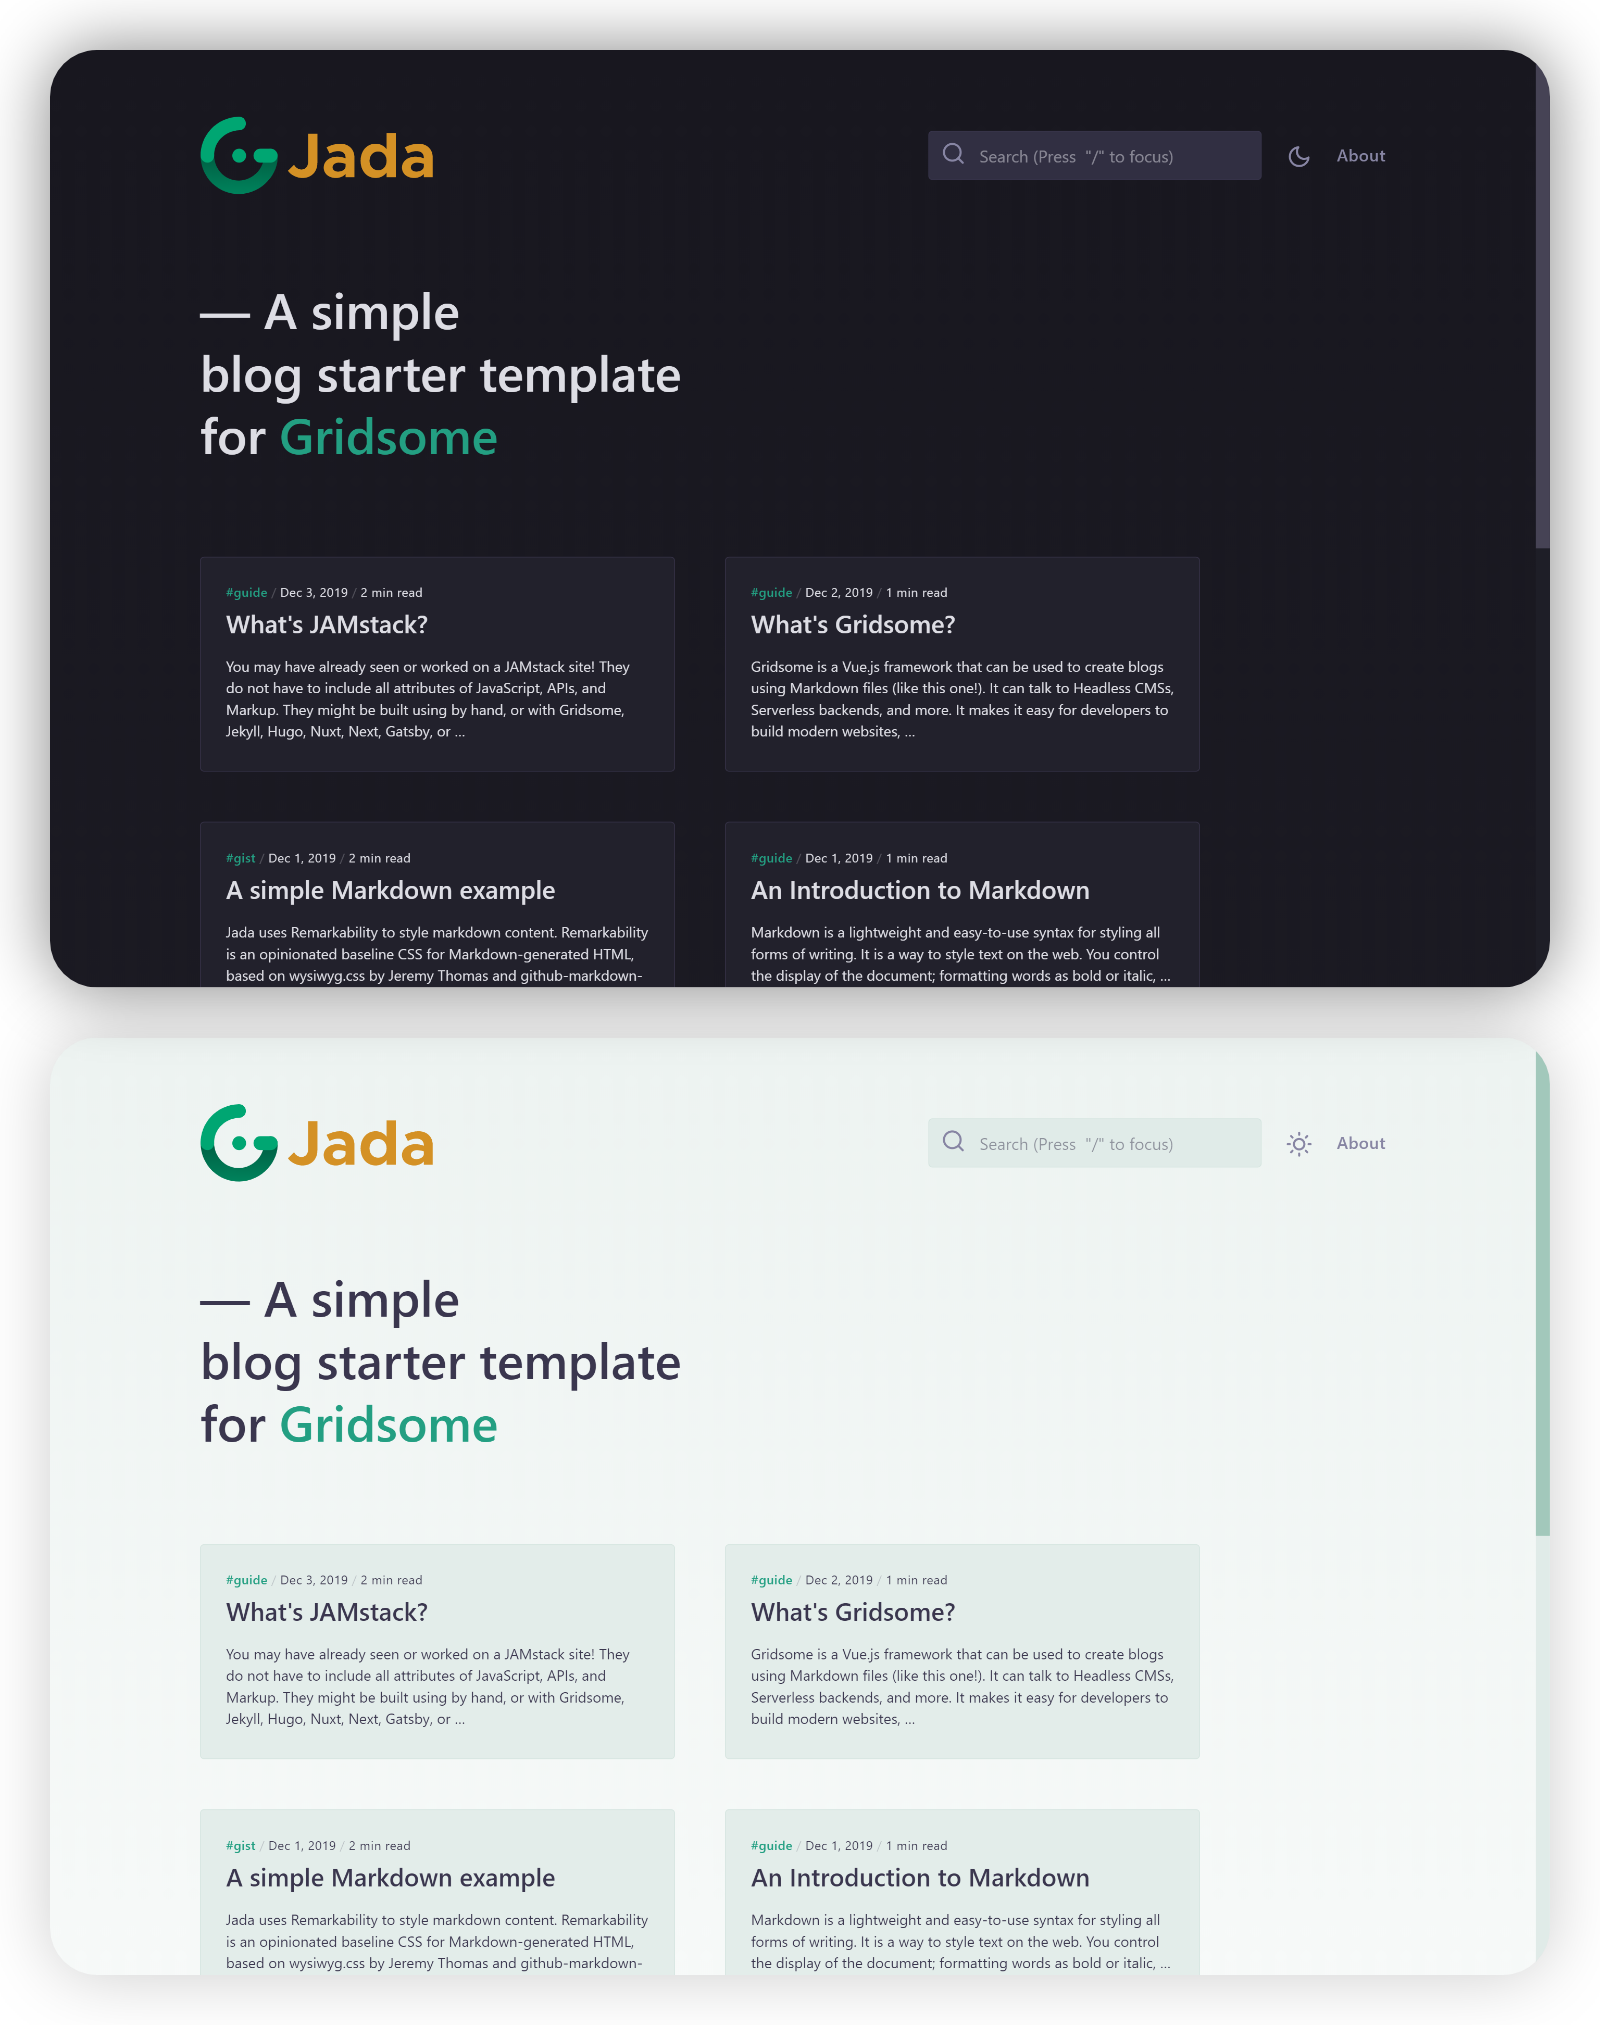 Jada
Search (Press "/" to focus)
About
— A simple
blog starter template
for Gridsome
#guide / Dec 3, 2019 / 2 min read
What's JAMstack?
You may have already seen or worked on a JAMstack site! They
do not have to include all attributes of JavaScript, APIs, and
Markup. They might be built using by hand, or with Gridsome,
Jekyll, Hugo, Nuxt, Next, Gatsby, or ...
#guide / Dec 2, 2019 / 1 min read
What's Gridsome?
Gridsome is a Vue.js framework that can be used to create blogs
using Markdown files (like this one!). It can talk to Headless CMSs,
Serverless backends, and more. It makes it easy for developers to
build modern websites, ...
#gist / Dec 1, 2019 / 2 min read
A simple Markdown example
Jada uses Remarkability to style markdown content. Remarkability
is an opinionated baseline CSS for Markdown-generated HTML,
based on wysiwyg.css by Jeremy Thomas and github-markdown-
#guide / Dec 1, 2019 / 1 min read
An Introduction to Markdown
Markdown is a lightweight and easy-to-use syntax for styling all
forms of writing. It is a way to style text on the web. You control
the display of the document; formatting words as bold or italic, ...
Jada
Search (Press "/" to focus)
About
— A simple
blog starter template
for Gridsome
#guide / Dec 3, 2019 / 2 min read
What's JAMstack?
You may have already seen or worked on a JAMstack site! They
do not have to include all attributes of JavaScript, APIs, and
Markup. They might be built using by hand, or with Gridsome,
Jekyll, Hugo, Nuxt, Next, Gatsby, or ...
#guide / Dec 2, 2019 / 1 min read
What's Gridsome?
Gridsome is a Vue.js framework that can be used to create blogs
using Markdown files (like this one!). It can talk to Headless CMSs,
Serverless backends, and more. It makes it easy for developers to
build modern websites, ...
#gist / Dec 1, 2019 / 2 min read
A simple Markdown example
Jada uses Remarkability to style markdown content. Remarkability
is an opinionated baseline CSS for Markdown-generated HTML,
based on wysiwyg.css by Jeremy Thomas and github-markdown-
#guide / Dec 1, 2019 / 1 min read
An Introduction to Markdown
Markdown is a lightweight and easy-to-use syntax for styling all
forms of writing. It is a way to style text on the web. You control
the display of the document; formatting words as bold or italic, ...